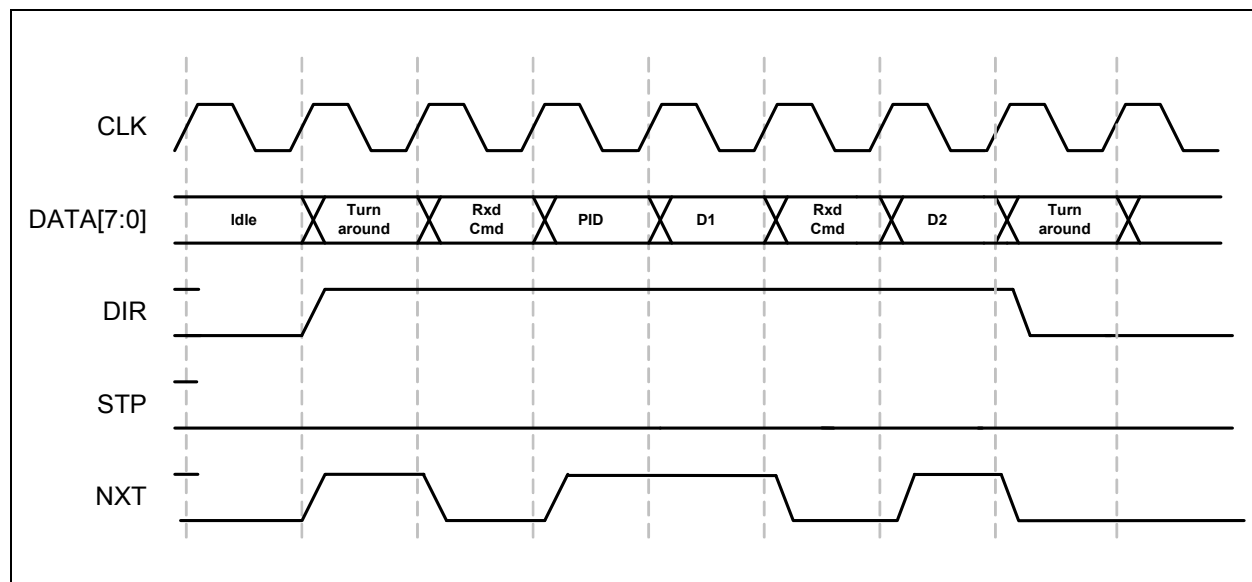 CLK
DATA[7:0]
Idle
Turn
around
Rxd
Cmd
PID
D1
Rxd
Cmd
D2
Turn
around
DIR
STP
NXT